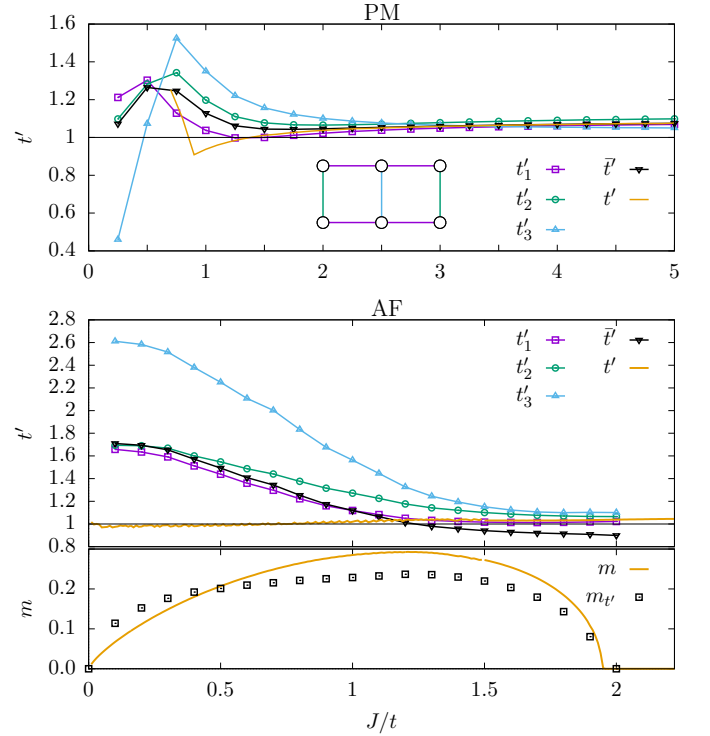 PM
1.6
1.4
1.2
1
0.8
0.6
0.4
t′
t′₁
t′₂
t′₃
t̄′
t′
0 1 2 3 4 5
AF
2.8
2.6
2.4
2.2
2
1.8
1.6
1.4
1.2
1
0.8
t′
t′₁
t′₂
t′₃
t̄′
t′
0.2
0.1
0.0
m
m
m_{t′}
0 0.5 1 1.5 2
J/t